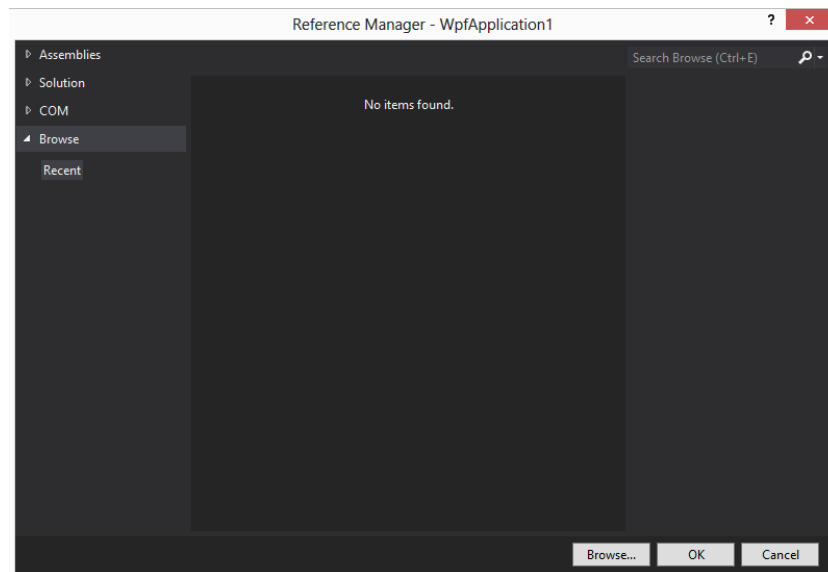 Reference Manager - WpfApplication1
?
Assemblies
Search Browse (Ctrl+E)
Solution
COM
No items found.
Browse
Recent
Browse...
OK
Cancel